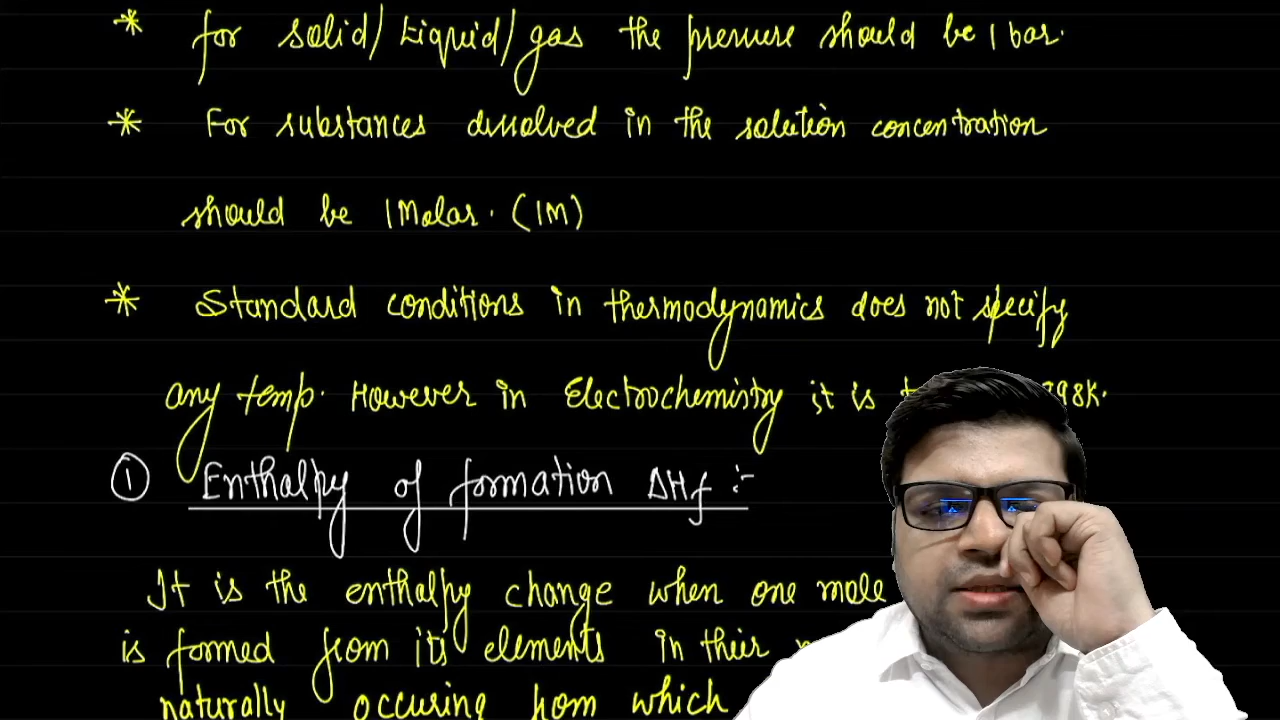 * for solid/Liquid/gas the pressure should be 1 bar.
* For substances dissolved in the solution concentration
should be 1 Molar. (1M)
* Standard conditions in thermodynamics does not specify
any temp. However in Electrochemistry it is 298K.
① Enthalpy of formation ΔHf :-
It is the enthalpy change when one mole
is formed from its elements in their
naturally occuring from which